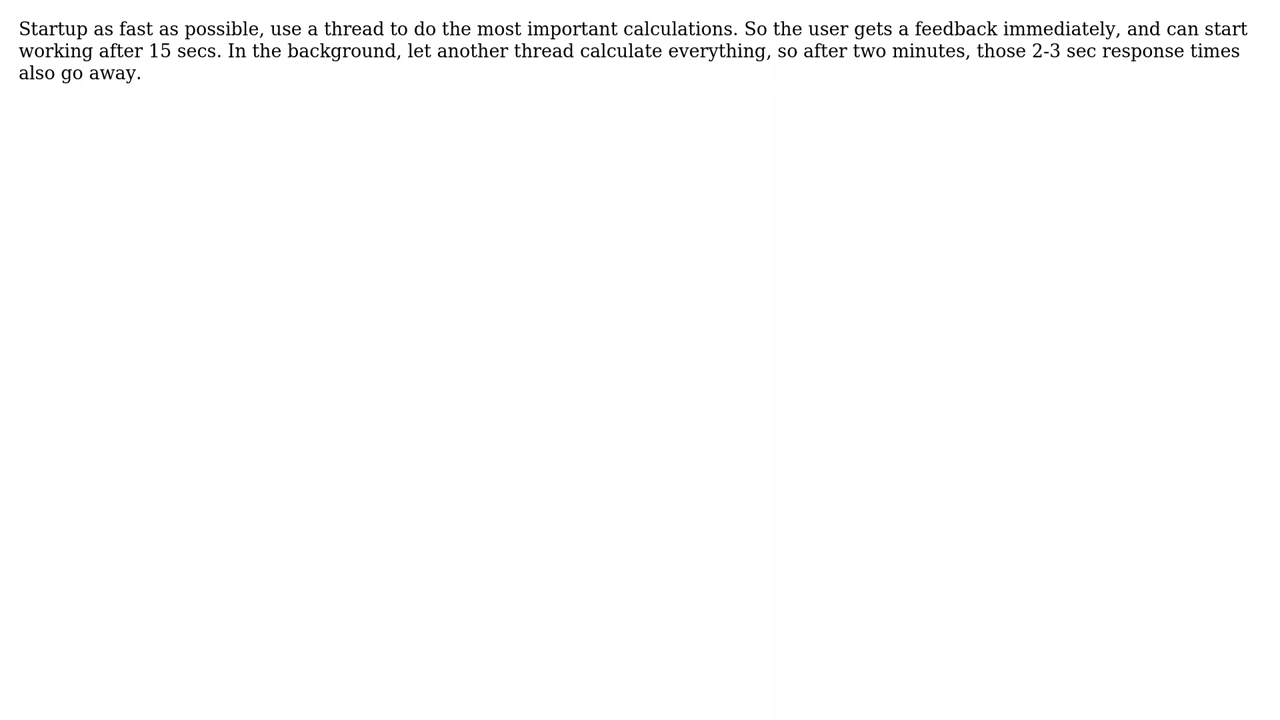 Startup as fast as possible, use a thread to do the most important calculations. So the user gets a feedback immediately, and can start
working after 15 secs. In the background, let another thread calculate everything, so after two minutes, those 2-3 sec response times
also go away.